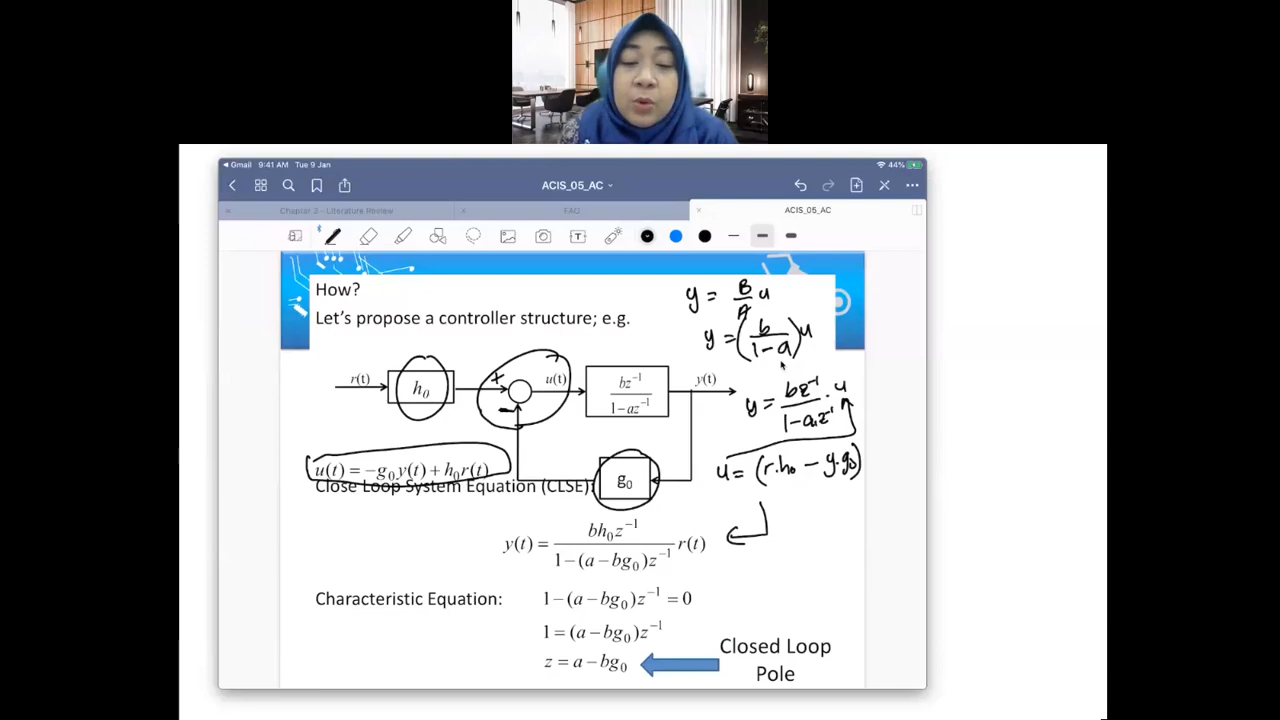 Gmail 9:41 AM Tue 9 Jan
44%
ACIS_05_AC
Chapter 2 - Literature Review
FAQ
ACIS_05_AC
T
How?
Let's propose a controller structure; e.g.
y = B/A u
y = (b/(1-a)) u
r(t)
h₀
+
u(t)
bz⁻¹/(1-az⁻¹)
y(t)
-
y = bz⁻¹/(1-az⁻¹) . u
g₀
u(t) = -g₀y(t) + h₀r(t)
u = (r.h₀ - y.g₀)
Close Loop System Equation (CLSE):
y(t) = bh₀z⁻¹/(1-(a-bg₀)z⁻¹) r(t)
Characteristic Equation: 1-(a-bg₀)z⁻¹ = 0
1 = (a-bg₀)z⁻¹
z = a-bg₀
Closed Loop
Pole